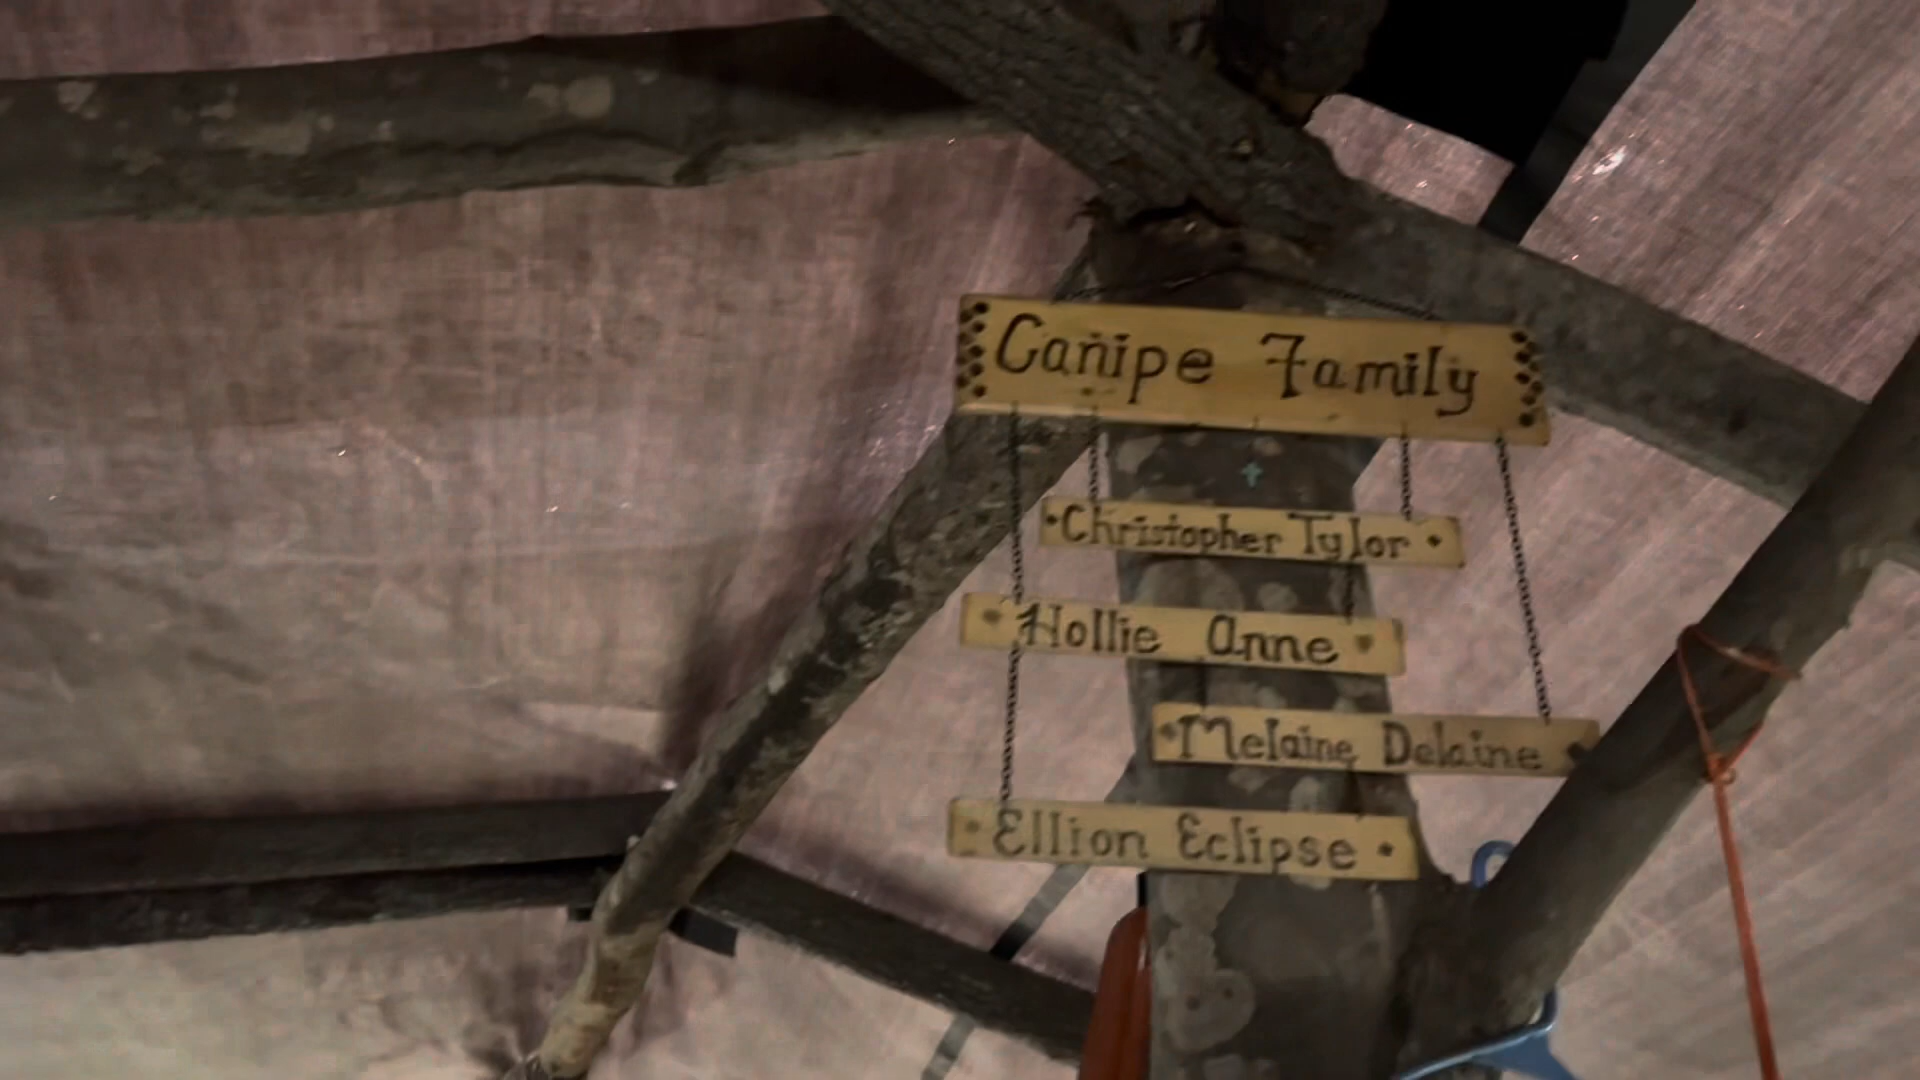 Canipe Family
Christopher Tylor
Hollie Anne
Melaine Delaine
Ellion Eclipse